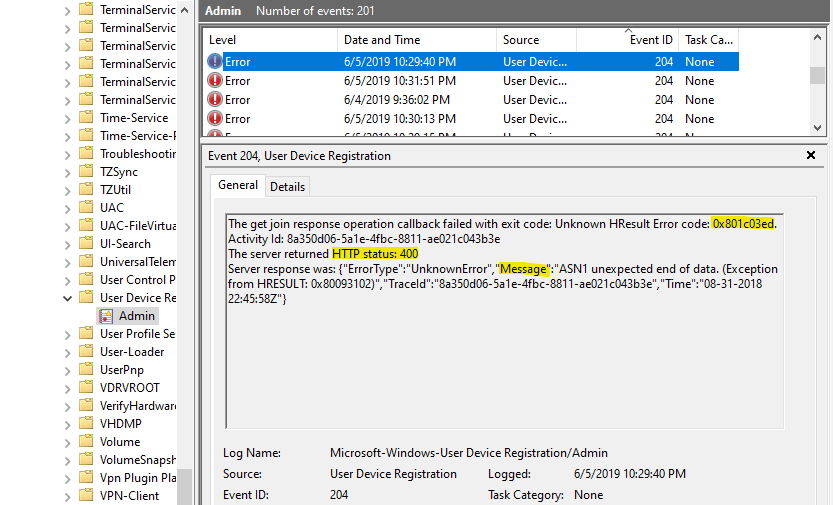 TerminalServic
TerminalServic
TerminalServic
TerminalServic
TerminalServic
TerminalServic
Time-Service
Time-Service-P
Troubleshootin
TZSync
TZUtil
UAC
UAC-FileVirtua
UI-Search
UniversalTelem
User Control P
User Device Re
Admin
User Profile Se
User-Loader
UserPnp
VDRVROOT
VerifyHardwar
VHDMP
Volume
VolumeSnapsh
Vpn Plugin Pla
VPN-Client
Admin Number of events: 201
Level Date and Time Source Event ID Task Ca...
Error 6/5/2019 10:29:40 PM User Devic... 204 None
Error 6/5/2019 10:31:51 PM User Devic... 204 None
Error 6/4/2019 9:36:02 PM User Devic... 204 None
Error 6/5/2019 10:30:13 PM User Devic... 204 None
Event 204, User Device Registration
General Details
The get join response operation callback failed with exit code: Unknown HResult Error code: 0x801c03ed.
Activity Id: 8a350d06-5a1e-4fbc-8811-ae021c043b3e
The server returned HTTP status: 400
Server response was: {"ErrorType":"UnknownError","Message":"ASN1 unexpected end of data. (Exception
from HRESULT: 0x80093102)","TraceId":"8a350d06-5a1e-4fbc-8811-ae021c043b3e","Time":"08-31-2018
22:45:58Z"}
Log Name: Microsoft-Windows-User Device Registration/Admin
Source: User Device Registration Logged: 6/5/2019 10:29:40 PM
Event ID: 204 Task Category: None